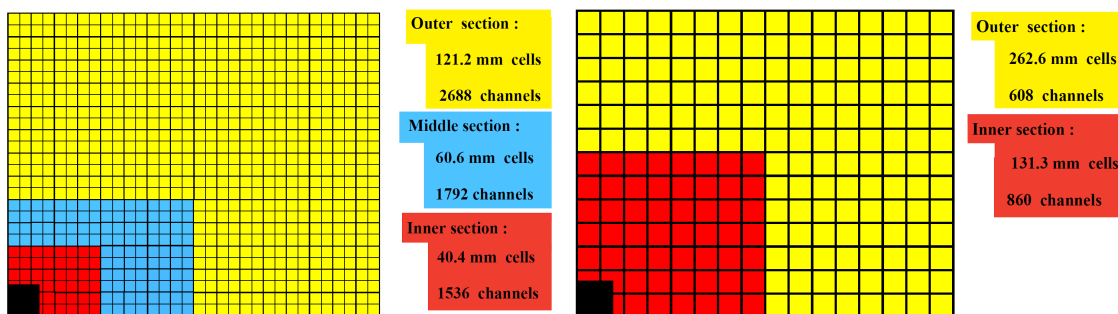 Outer section :
121.2 mm cells
2688 channels
Middle section :
60.6 mm cells
1792 channels
Inner section :
40.4 mm cells
1536 channels
Outer section :
262.6 mm cells
608 channels
Inner section :
131.3 mm cells
860 channels